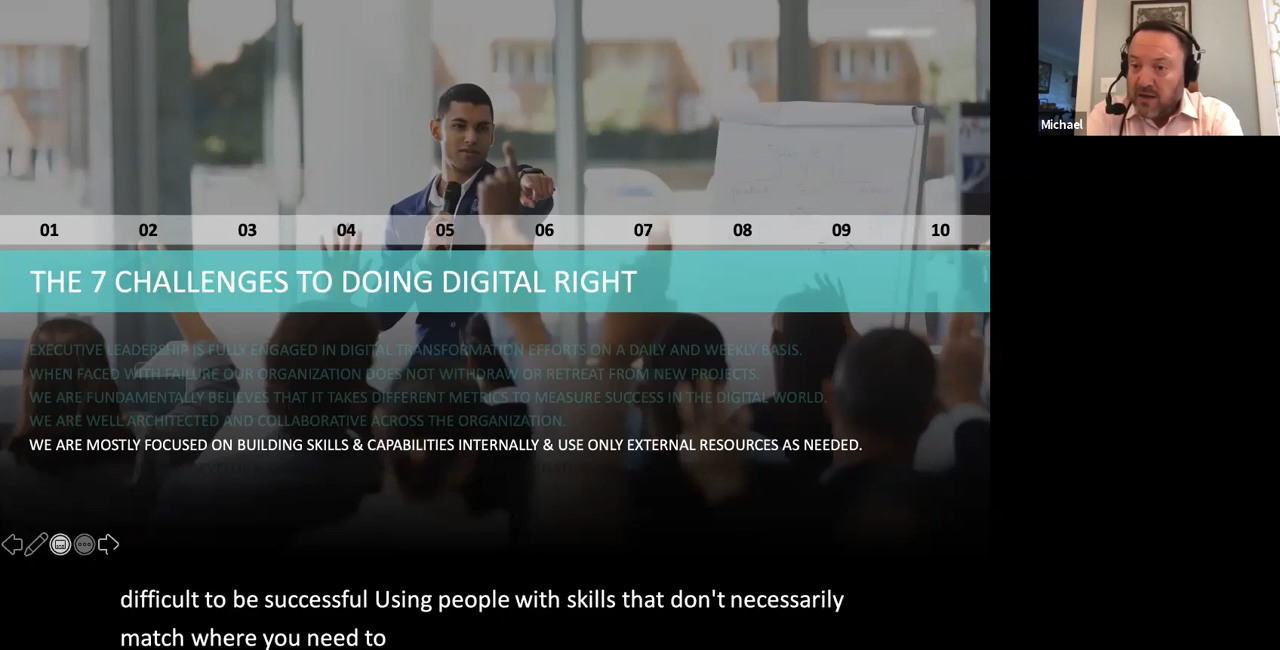 Michael
01 02 03 04 05 06 07 08 09 10
THE 7 CHALLENGES TO DOING DIGITAL RIGHT
EXECUTIVE LEADERSHIP IS FULLY ENGAGED IN DIGITAL TRANSFORMATION EFFORTS ON A DAILY AND WEEKLY BASIS.
WHEN FACED WITH FAILURE OUR ORGANIZATION DOES NOT WITHDRAW OR RETREAT FROM NEW PROJECTS.
WE ARE FUNDAMENTALLY BELIEVES THAT IT TAKES DIFFERENT METRICS TO MEASURE SUCCESS IN THE DIGITAL WORLD.
WE ARE WELL ARCHITECTED AND COLLABORATIVE ACROSS THE ORGANIZATION.
WE ARE MOSTLY FOCUSED ON BUILDING SKILLS & CAPABILITIES INTERNALLY & USE ONLY EXTERNAL RESOURCES AS NEEDED.
difficult to be successful Using people with skills that don't necessarily
match where you need to